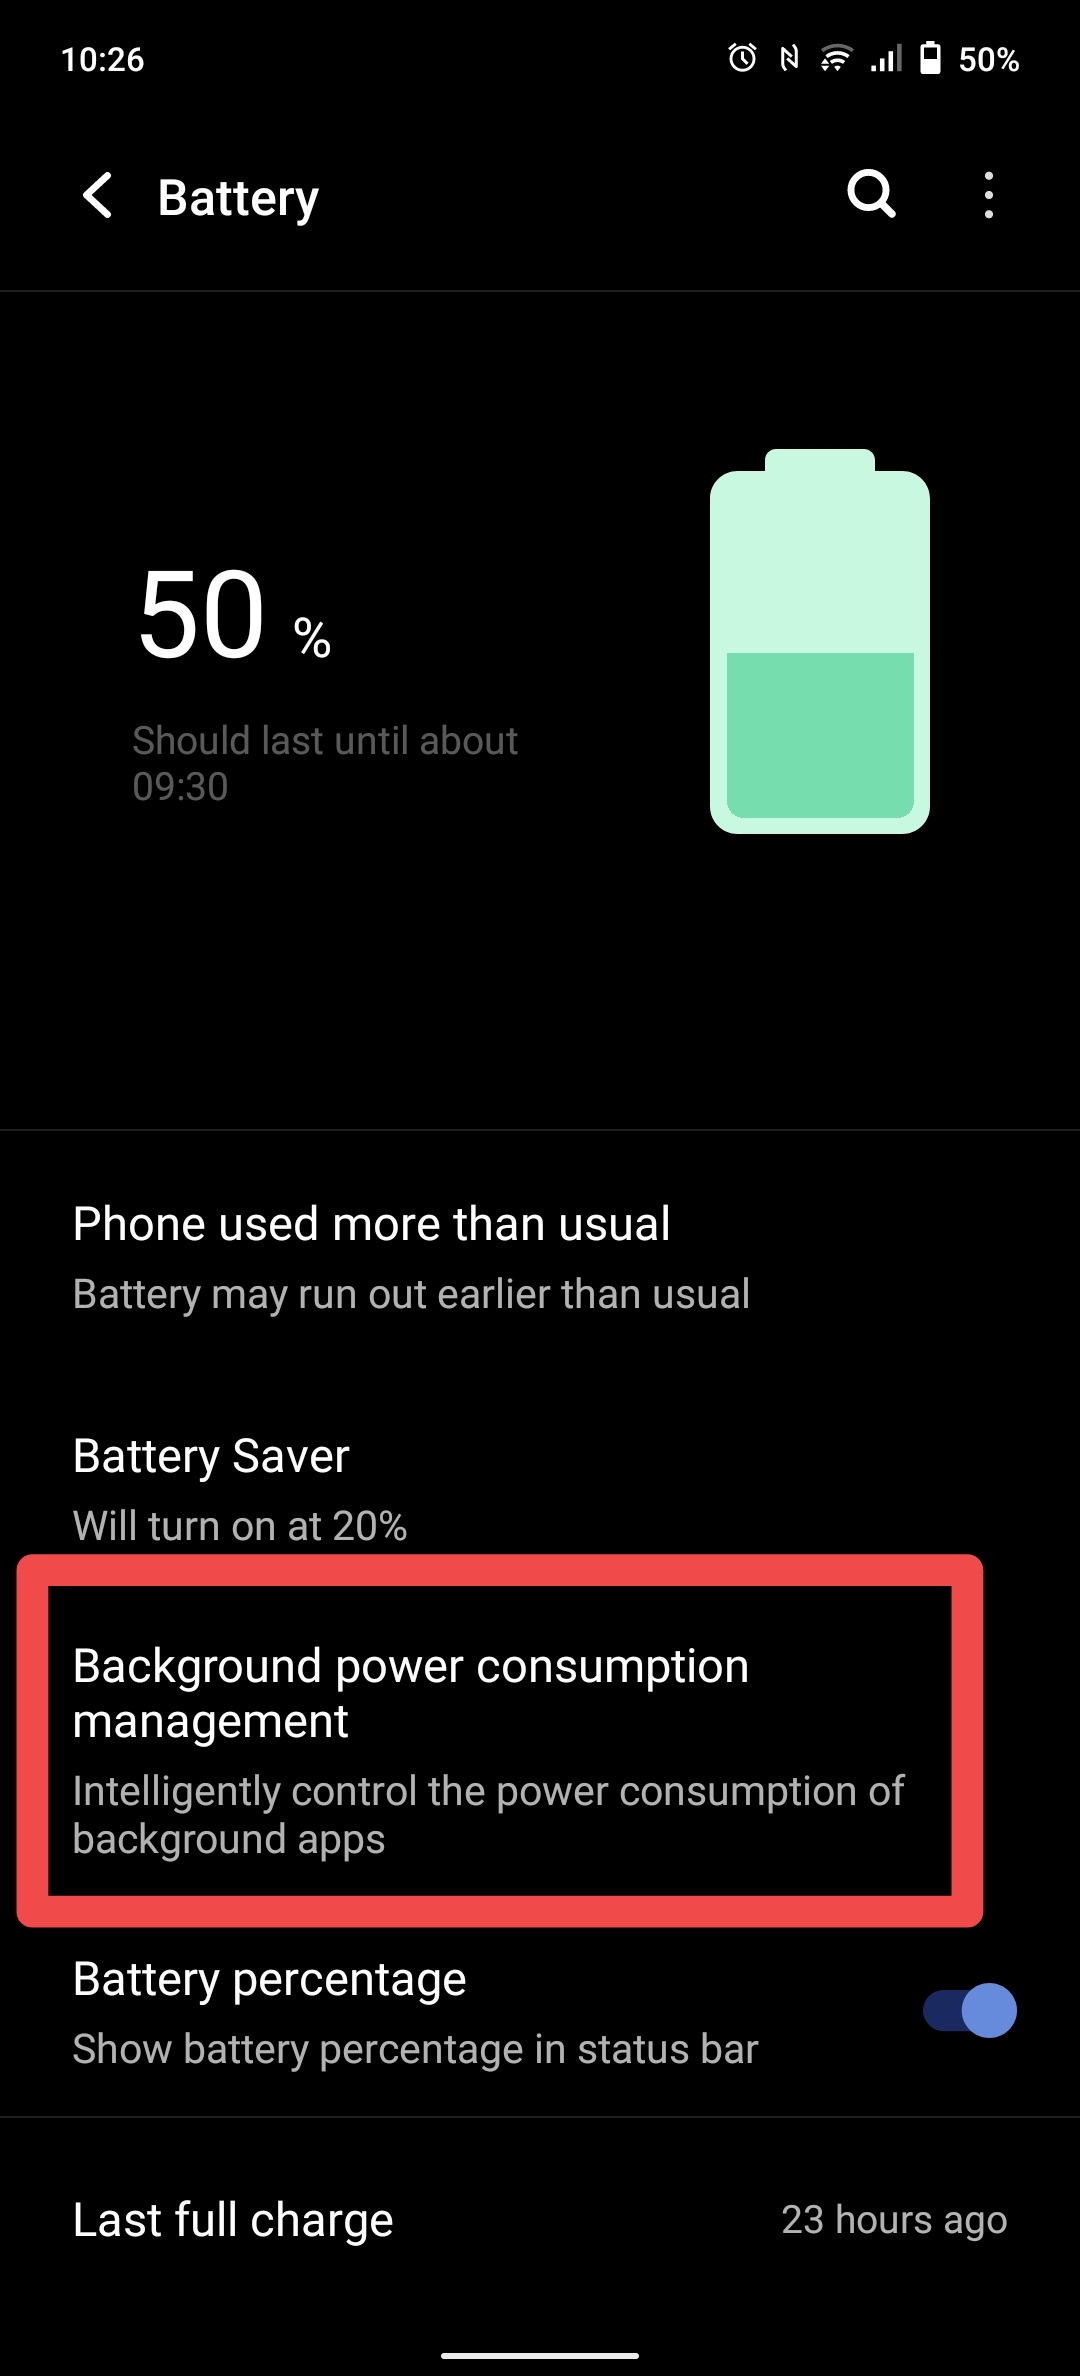 10:26
50%
Battery
50 %
Should last until about
09:30
Phone used more than usual
Battery may run out earlier than usual
Battery Saver
Will turn on at 20%
Background power consumption
management
Intelligently control the power consumption of
background apps
Battery percentage
Show battery percentage in status bar
Last full charge
23 hours ago